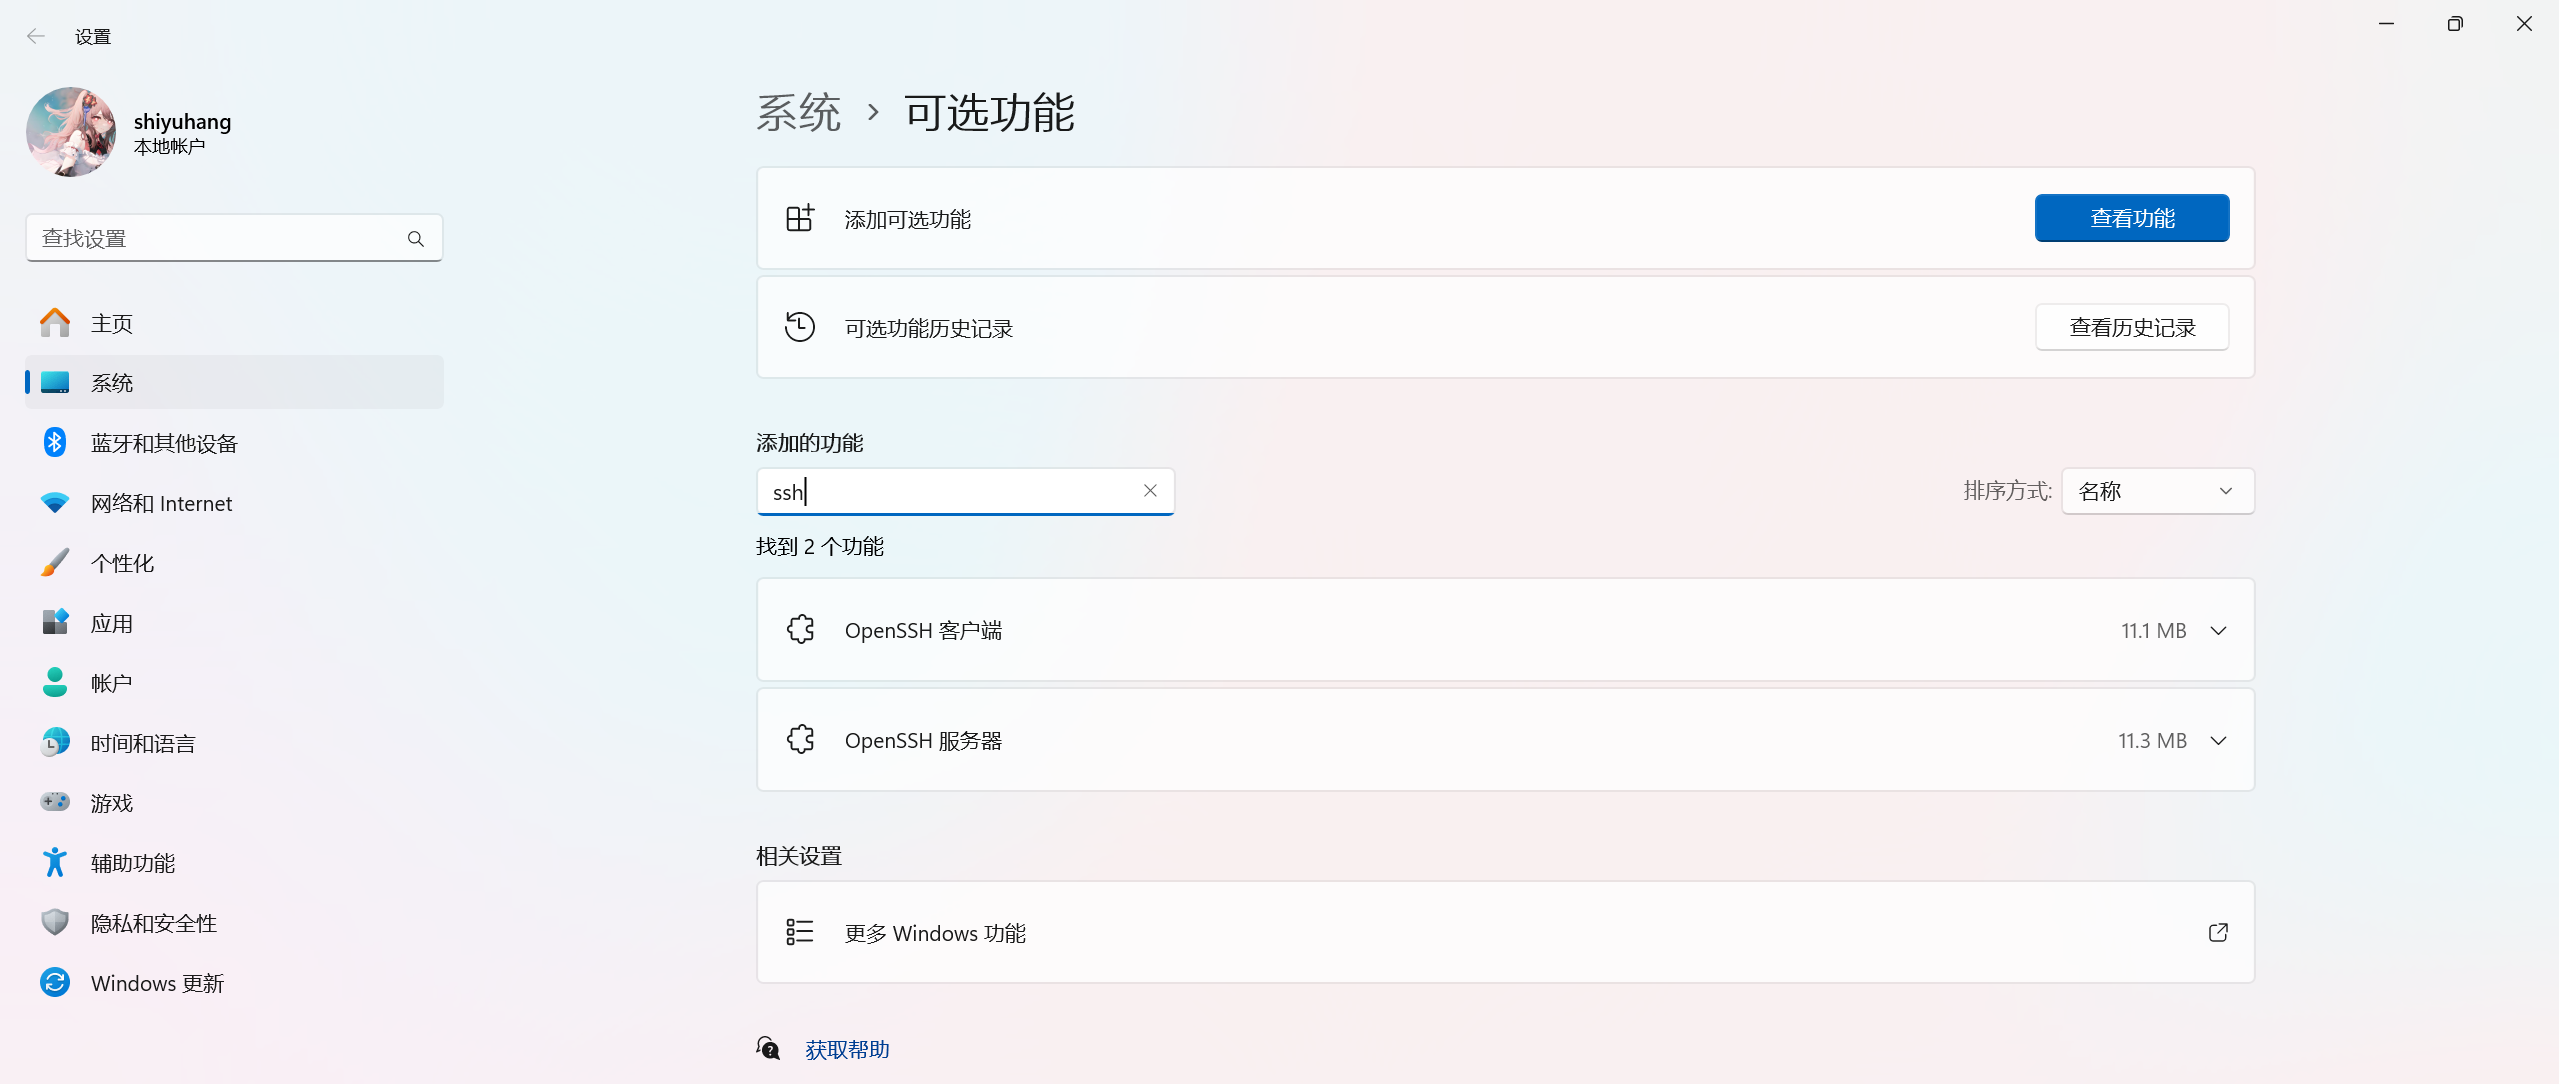 设置
shiyuhang
本地帐户
查找设置
主页
系统
蓝牙和其他设备
网络和 Internet
个性化
应用
帐户
时间和语言
游戏
辅助功能
隐私和安全性
Windows 更新
系统 › 可选功能
添加可选功能
查看功能
可选功能历史记录
查看历史记录
添加的功能
ssh
排序方式: 名称
找到 2 个功能
OpenSSH 客户端
11.1 MB
OpenSSH 服务器
11.3 MB
相关设置
更多 Windows 功能
获取帮助